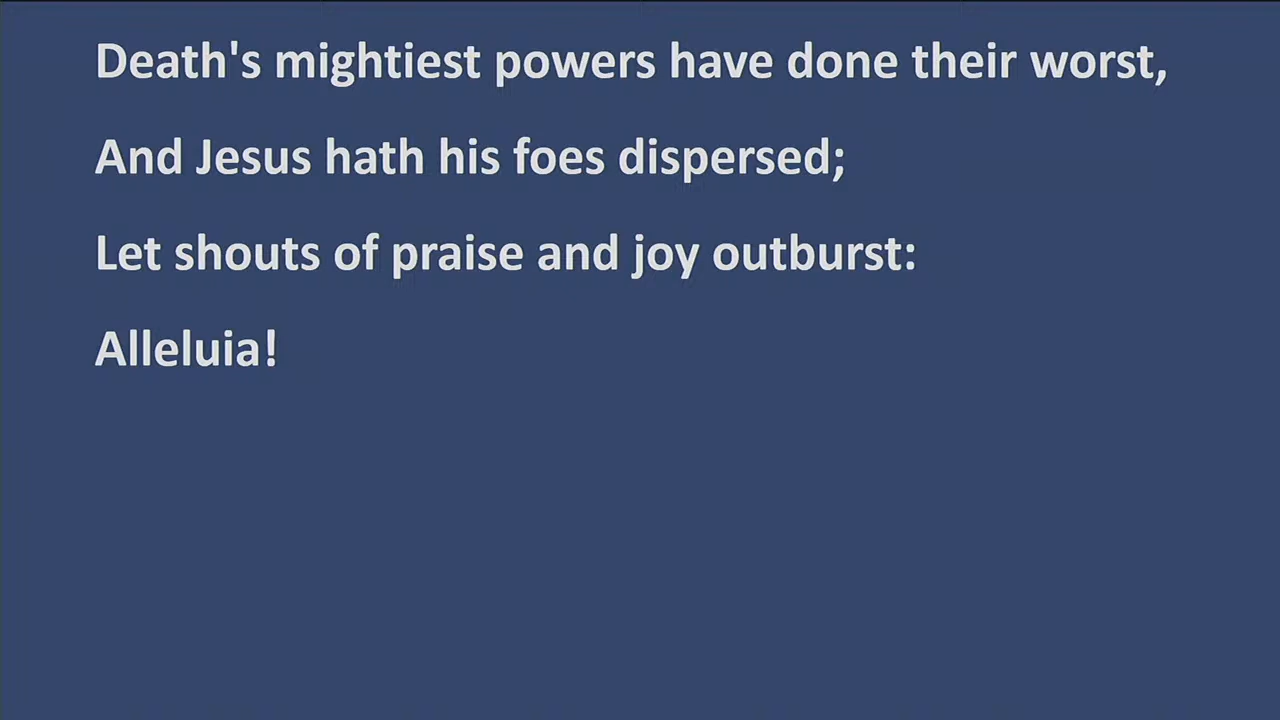 Death's mightiest powers have done their worst,
And Jesus hath his foes dispersed;
Let shouts of praise and joy outburst:
Alleluia!